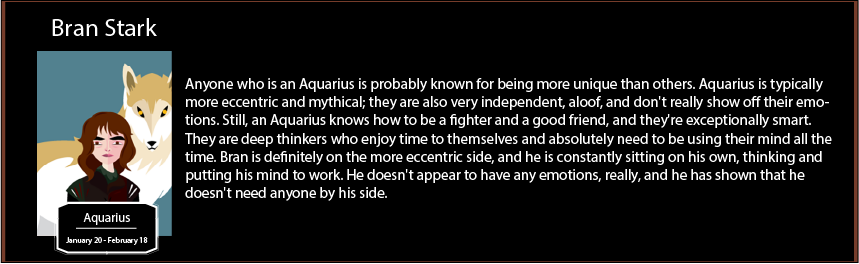 Bran Stark
Anyone who is an Aquarius is probably known for being more unique than others. Aquarius is typically
more eccentric and mythical; they are also very independent, aloof, and don't really show off their emo-
tions. Still, an Aquarius knows how to be a fighter and a good friend, and they're exceptionally smart.
They are deep thinkers who enjoy time to themselves and absolutely need to be using their mind all the
time. Bran is definitely on the more eccentric side, and he is constantly sitting on his own, thinking and
putting his mind to work. He doesn't appear to have any emotions, really, and he has shown that he
doesn't need anyone by his side.
Aquarius
January 20 - February 18